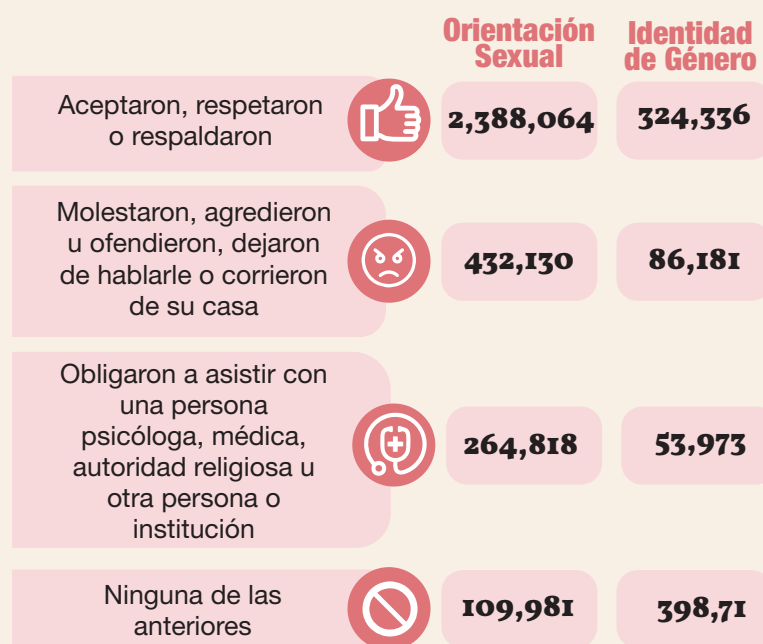 Orientación
Sexual
Identidad
de Género
Aceptaron, respetaron
o respaldaron
2,388,064
324,336
Molestaron, agredieron
u ofendieron, dejaron
de hablarle o corrieron
de su casa
432,130
86,181
Obligaron a asistir con
una persona
psicóloga, médica,
autoridad religiosa u
otra persona o
institución
264,818
53,973
Ninguna de las
anteriores
109,981
398,71